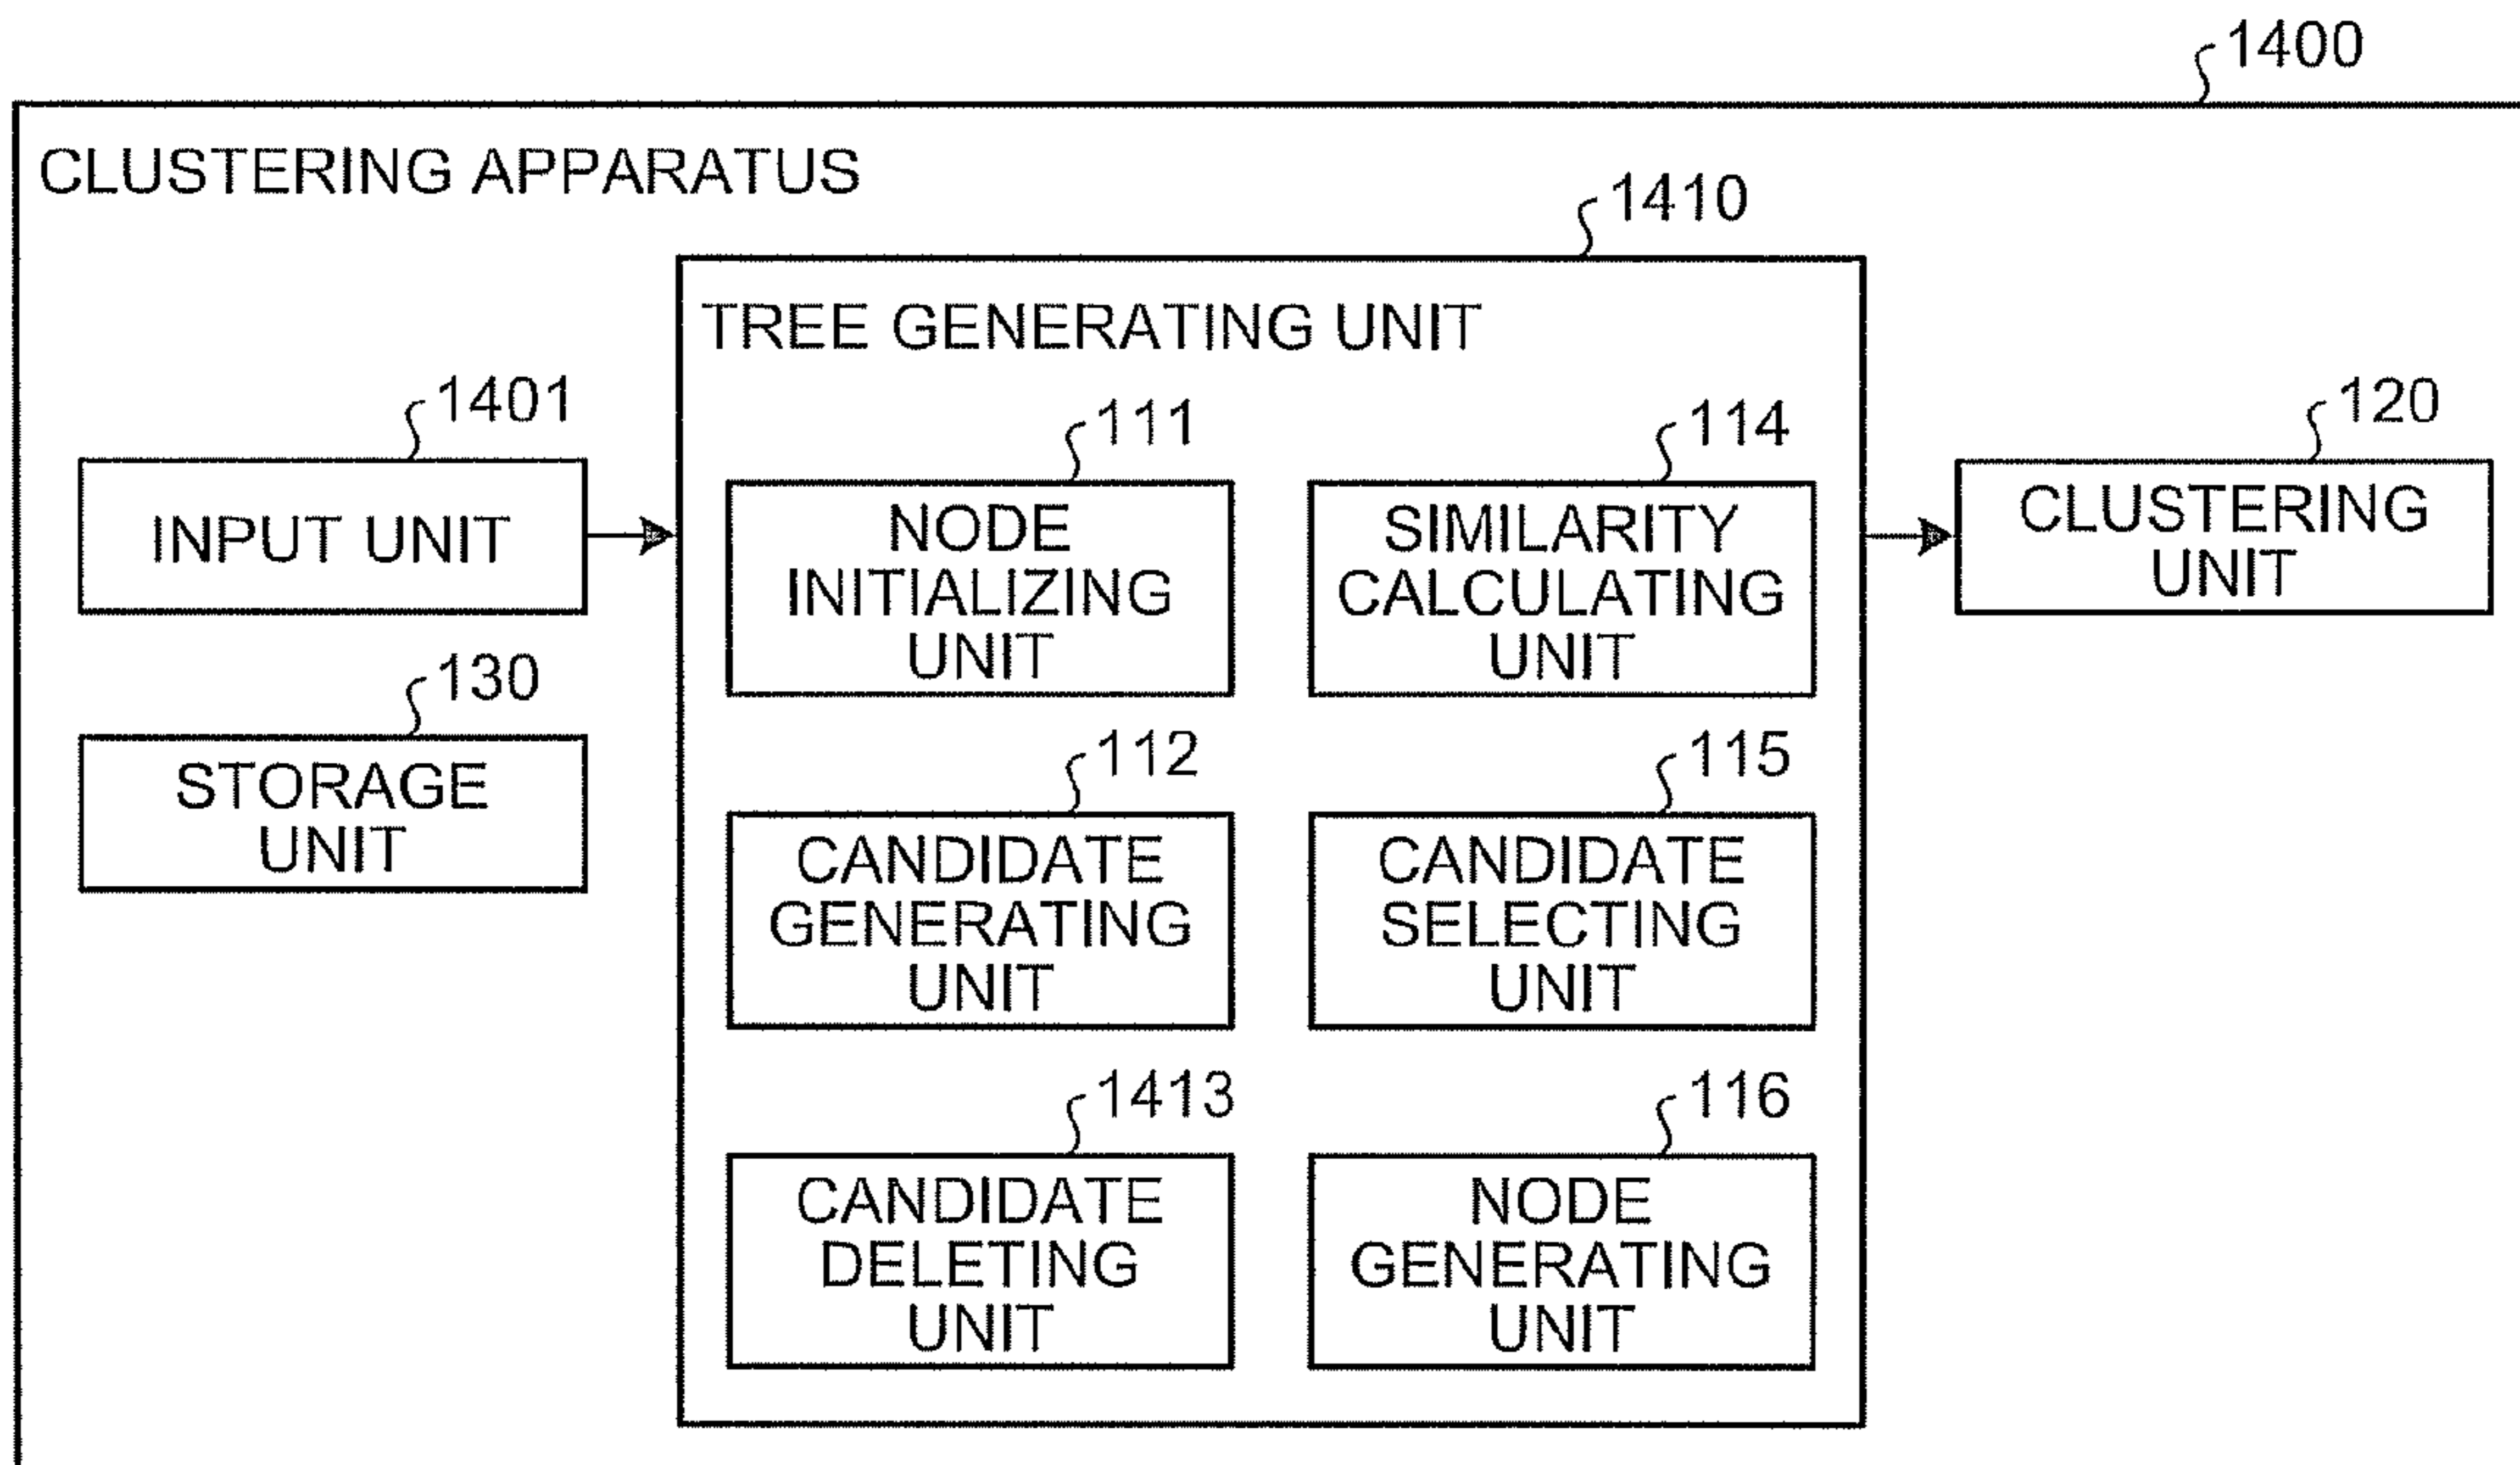 1400
CLUSTERING APPARATUS
1410
TREE GENERATING UNIT
1401
INPUT UNIT
130
STORAGE
UNIT
111
NODE
INITIALIZING
UNIT
114
SIMILARITY
CALCULATING
UNIT
112
CANDIDATE
GENERATING
UNIT
115
CANDIDATE
SELECTING
UNIT
1413
CANDIDATE
DELETING
UNIT
116
NODE
GENERATING
UNIT
120
CLUSTERING
UNIT